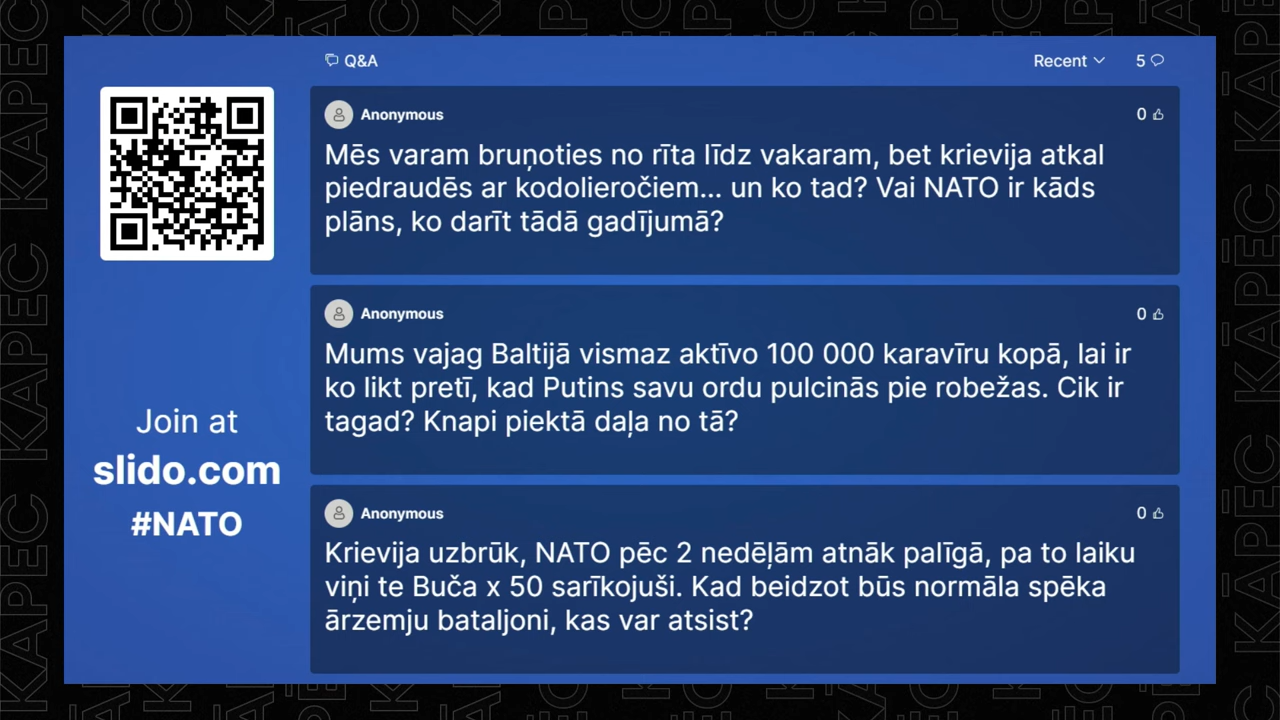 Q&A
Recent
5
Anonymous
0
Mēs varam bruņoties no rīta līdz vakaram, bet krievija atkal
piedraudēs ar kodolieročiem... un ko tad? Vai NATO ir kāds
plāns, ko darīt tādā gadījumā?
Anonymous
0
Mums vajag Baltijā vismaz aktīvo 100 000 karavīru kopā, lai ir
ko likt pretī, kad Putins savu ordu pulcinās pie robežas. Cik ir
tagad? Knapi piektā daļa no tā?
Anonymous
0
Krievija uzbrūk, NATO pēc 2 nedēļām atnāk palīgā, pa to laiku
viņi te Buča x 50 sarīkojuši. Kad beidzot būs normāla spēka
ārzemju bataljoni, kas var atsist?
Join at
slido.com
#NATO
KĀPĒC